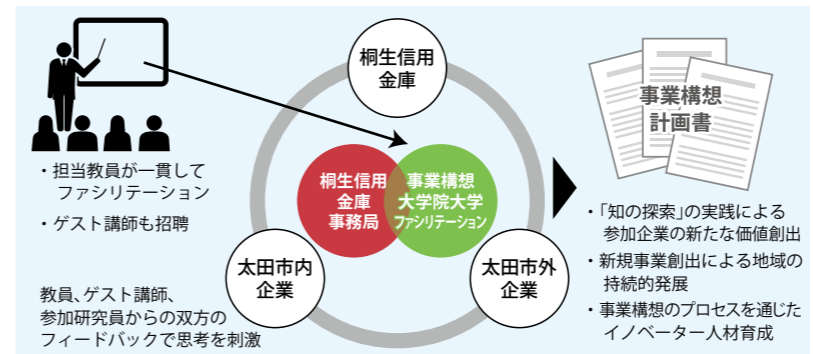 ・担当教員が一貫して
ファシリテーション
・ゲスト講師も招聘
教員、ゲスト講師、
参加研究員からの双方の
フィードバックで思考を刺激
桐生信用
金庫
桐生信用
金庫
事務局
事業構想
大学院大学
ファシリテーション
太田市内
企業
太田市外
企業
事業構想
計画書
・「知の探索」の実践による
参加企業の新たな価値創出
・新規事業創出による地域の
持続的発展
・事業構想のプロセスを通じた
イノベーター人材育成